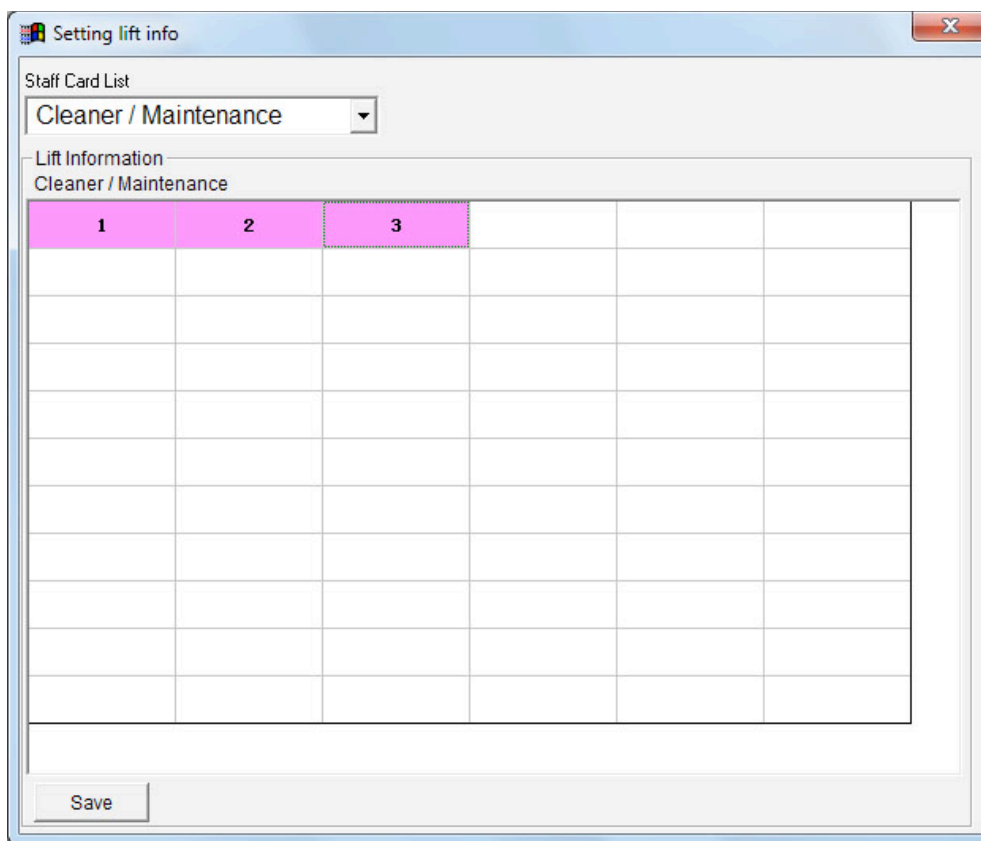 Setting lift info
Staff Card List
Cleaner / Maintenance
Lift Information
Cleaner / Maintenance
1 2 3
Save